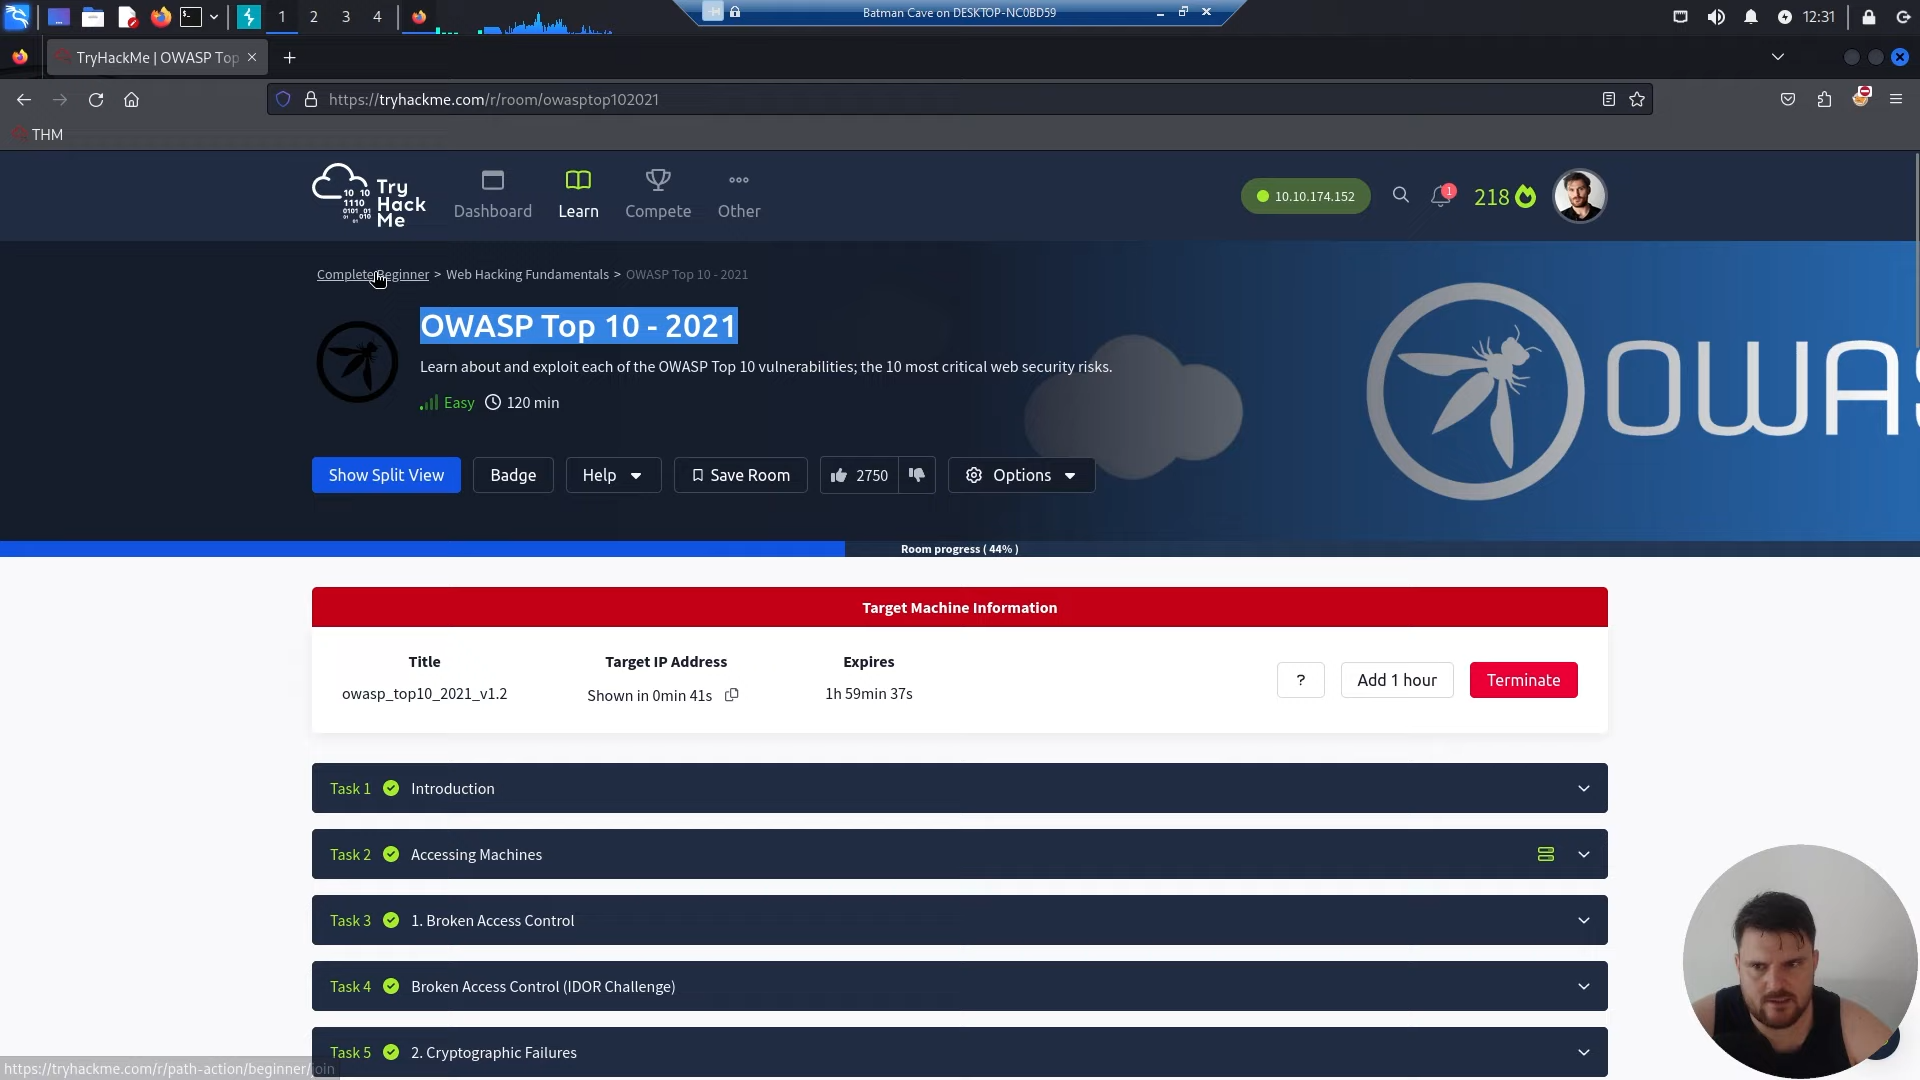 1 2 3 4
Batman Cave on DESKTOP-NC0BD59
12:31
TryHackMe | OWASP Top
https://tryhackme.com/r/room/owasptop102021
THM
Try
Hack
Me
Dashboard
Learn
Compete
Other
10.10.174.152
1
218
Complete Beginner > Web Hacking Fundamentals > OWASP Top 10 - 2021
OWASP Top 10 - 2021
Learn about and exploit each of the OWASP Top 10 vulnerabilities; the 10 most critical web security risks.
Easy 120 min
OWAS
Show Split View
Badge
Help
Save Room
2750
Options
Room progress ( 44% )
Target Machine Information
Title Target IP Address Expires
owasp_top10_2021_v1.2 Shown in 0min 41s 1h 59min 37s
?
Add 1 hour
Terminate
Task 1 Introduction
Task 2 Accessing Machines
Task 3 1. Broken Access Control
Task 4 Broken Access Control (IDOR Challenge)
Task 5 2. Cryptographic Failures
https://tryhackme.com/r/path-action/beginner/join